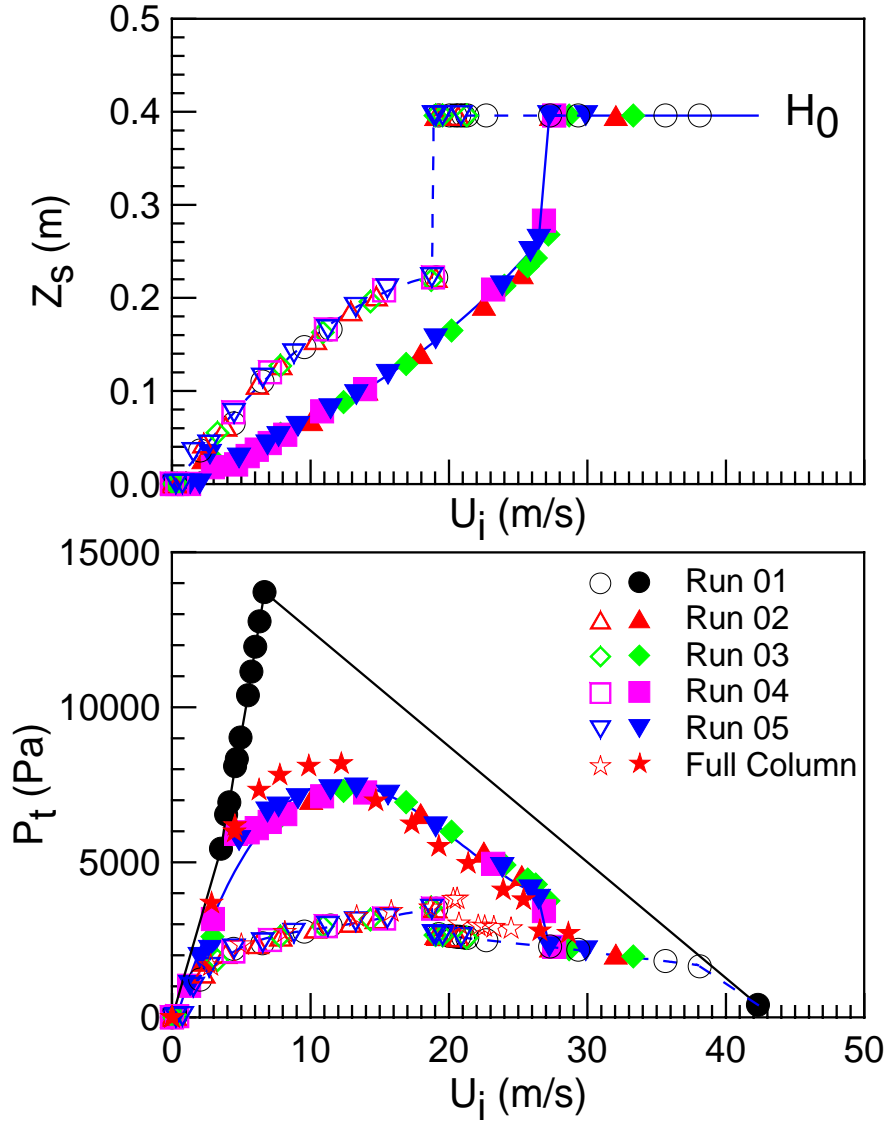 0.5
0.4
0.3
0.2
0.1
0.0
Z_s (m)
H_0
U_i (m/s)
15000
10000
5000
0
P_t (Pa)
Run 01
Run 02
Run 03
Run 04
Run 05
Full Column
0 10 20 30 40 50
U_i (m/s)